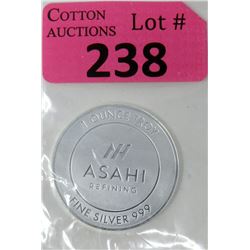 COTTON
AUCTIONS
Lot #
238
1 OUNCE TROY
ASAHI
REFINING
FINE SILVER 999